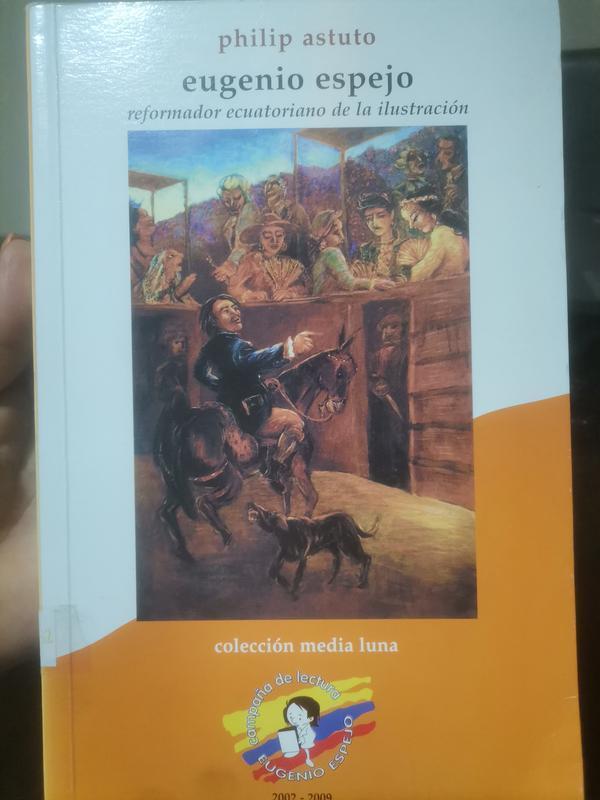 philip astuto
eugenio espejo
reformador ecuatoriano de la ilustración
colección media luna
campaña de lectura
EUGENIO ESPEJO
2002 - 2009